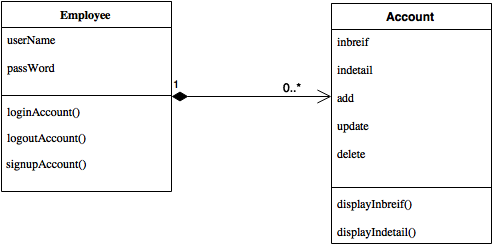 Employee
userName
passWord
loginAccount()
logoutAccount()
signupAccount()
1
0..*
Account
inbreif
indetail
add
update
delete
displayInbreif()
displayIndetail()